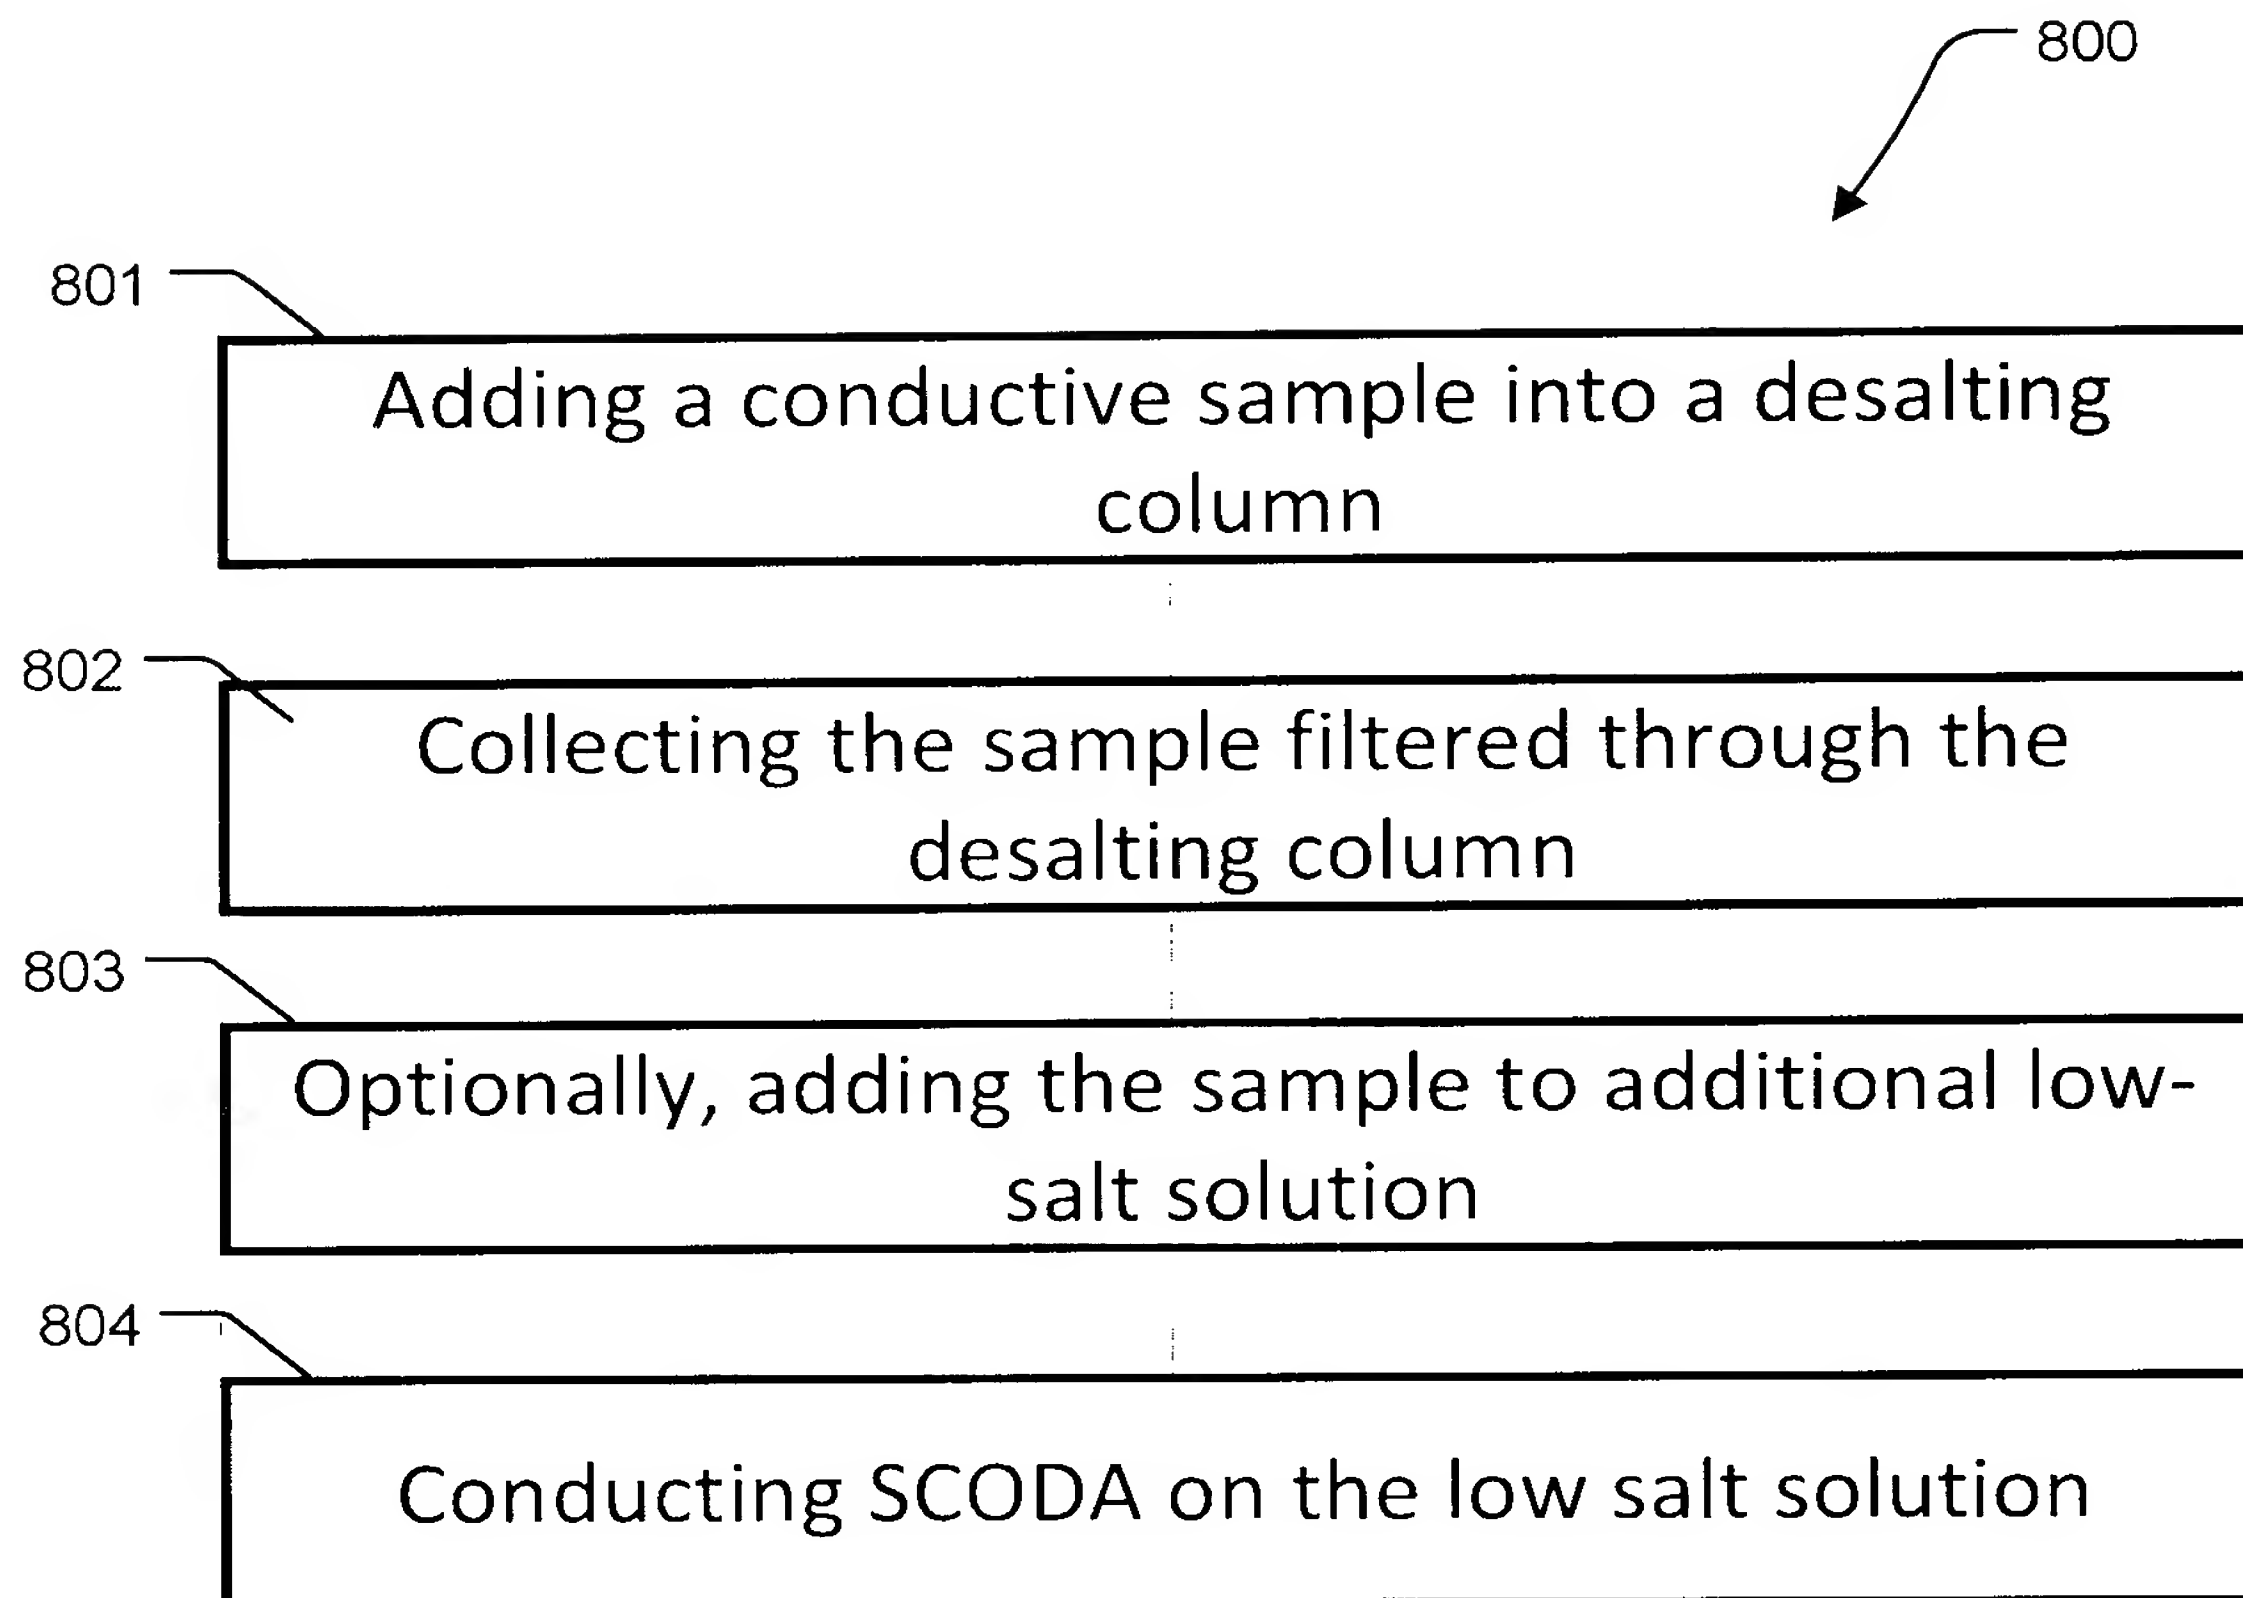 800
801
Adding a conductive sample into a desalting
column
802
Collecting the sample filtered through the
desalting column
803
Optionally, adding the sample to additional low-
salt solution
804
Conducting SCODA on the low salt solution